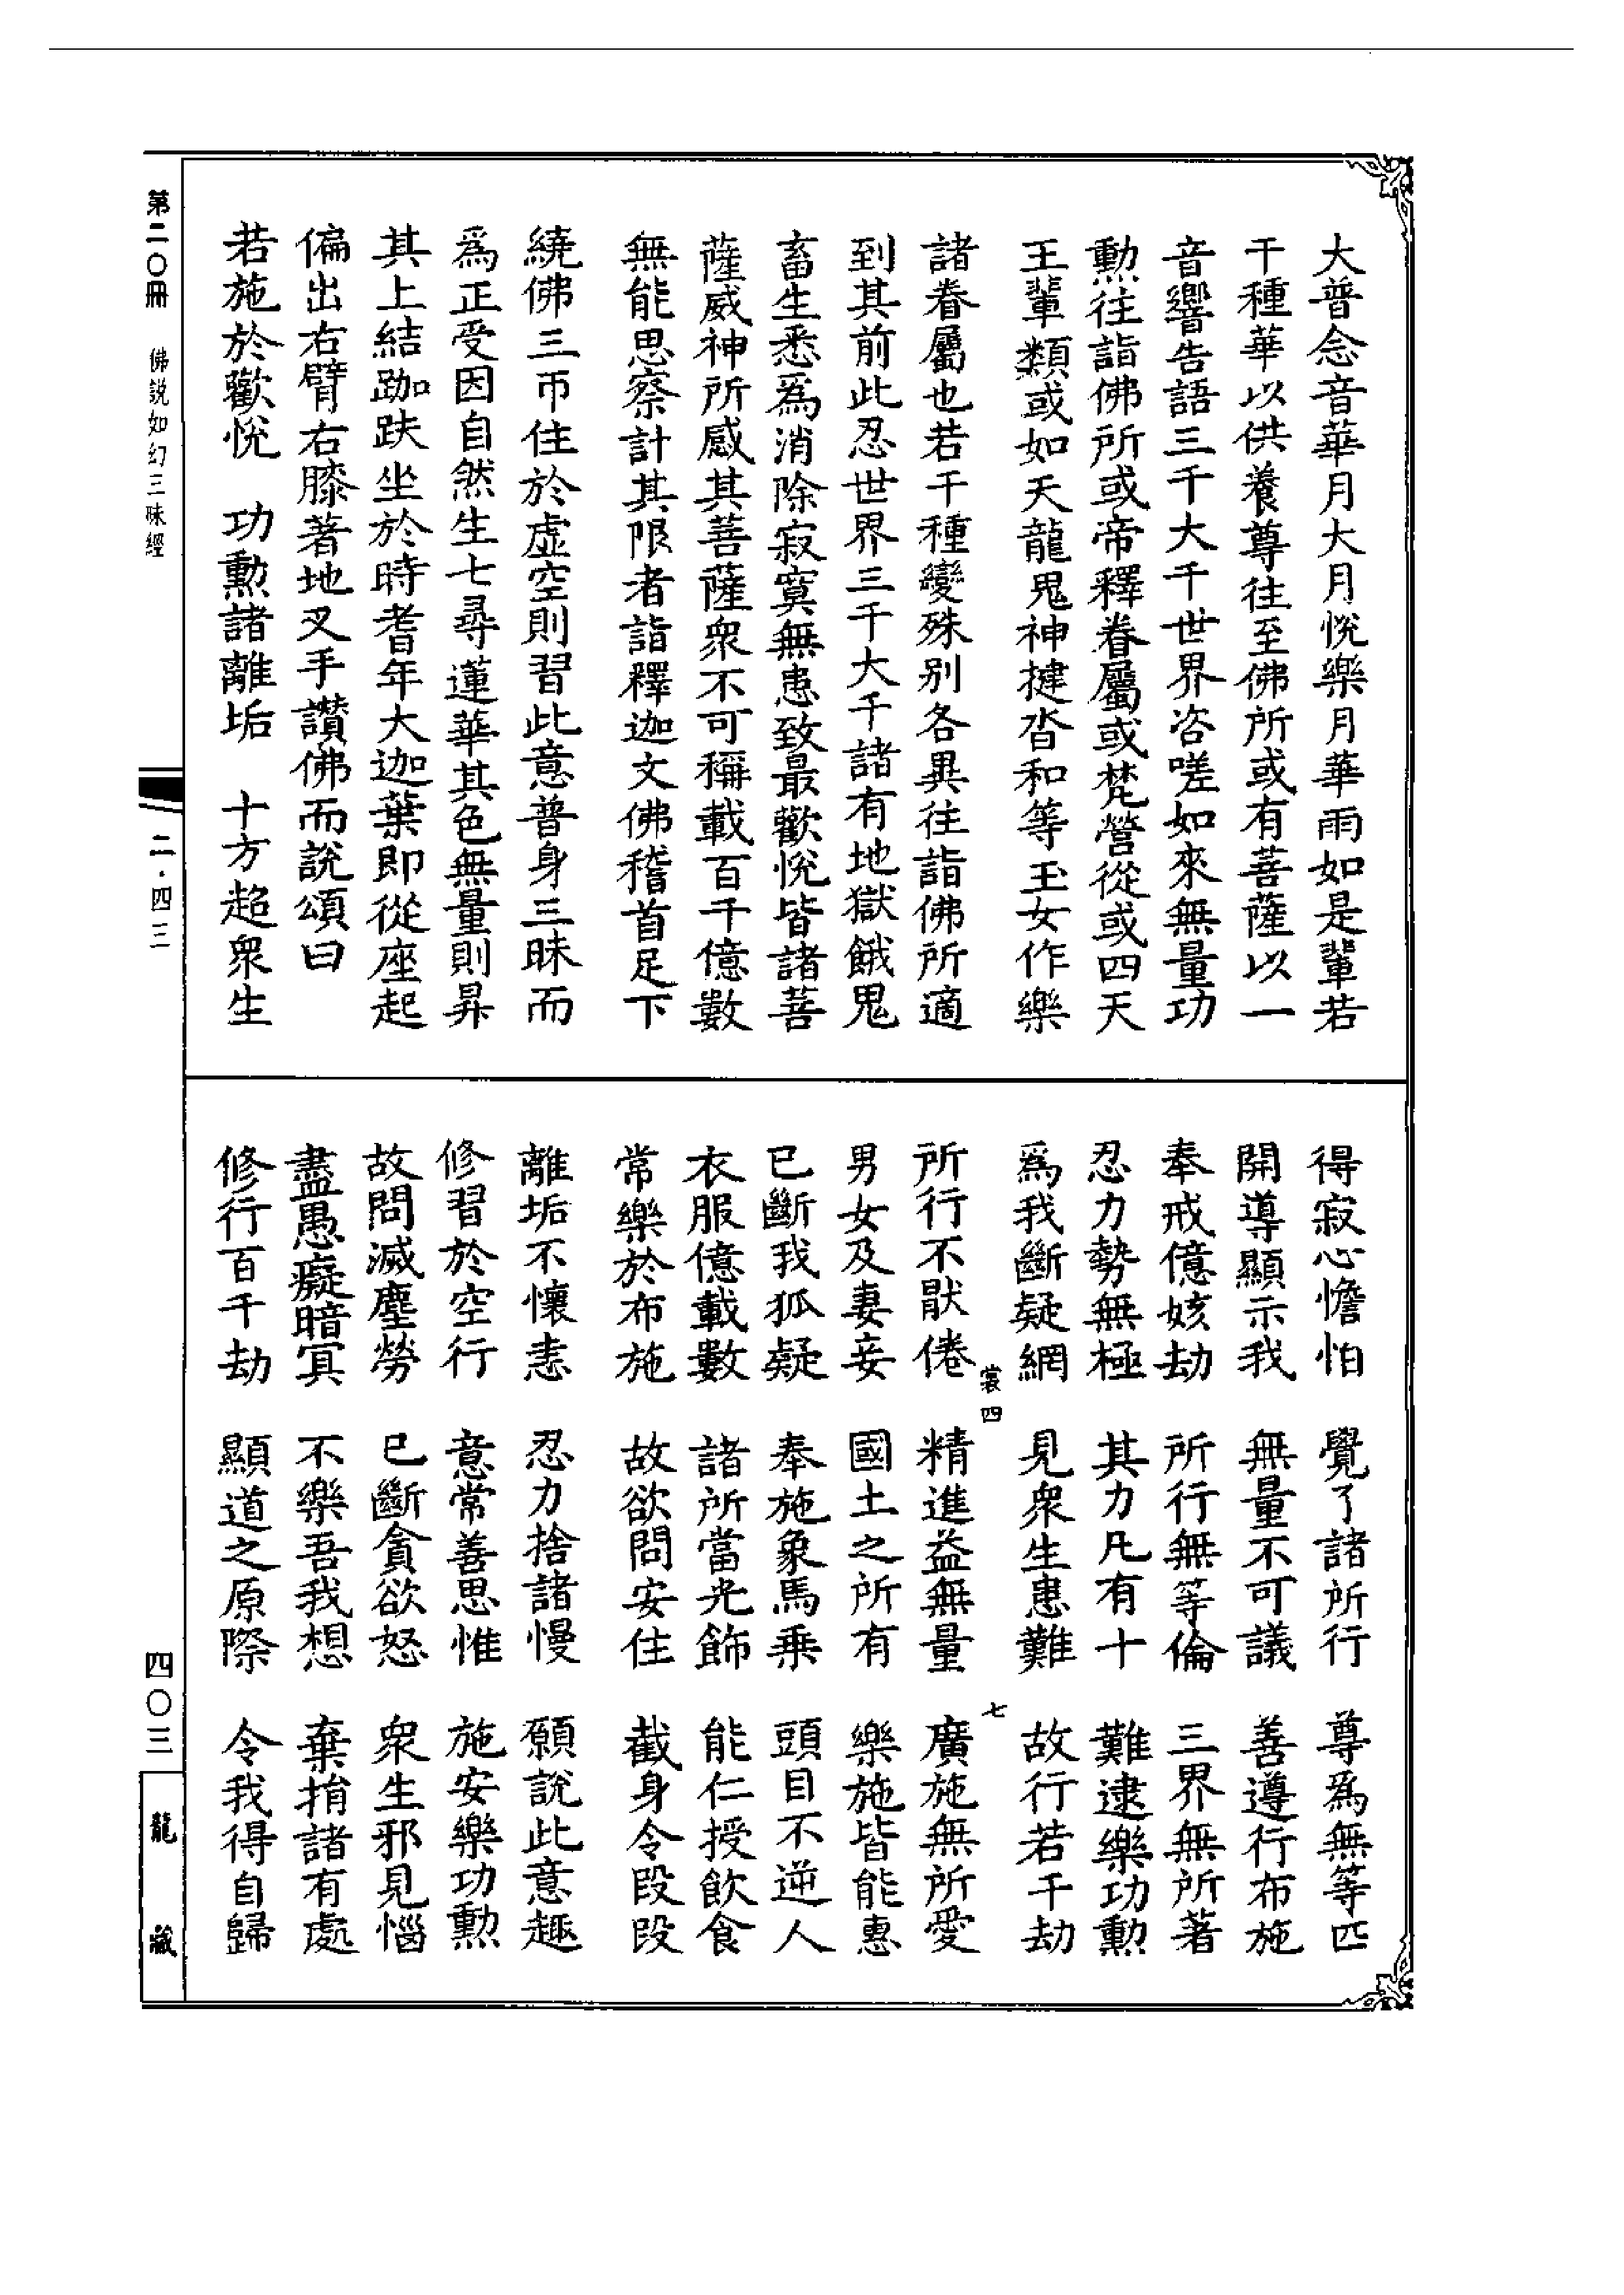 大普念音華月大月悅樂月華雨如是輩若
干種華以供養尊往至佛所或有菩薩以一
音響告語三千大千世界咨嗟如來無量功
勳往詣佛所或帝釋眷屬或梵營從或四天
王輩類或如天龍鬼神揵沓和等玉女作樂
諸眷屬也若干種變殊別各異往詣佛所適
到其前此忍世界三千大千諸有地獄餓鬼
畜生悉為消除寂寞無患致最歡悅皆諸菩
薩威神所感其菩薩眾不可稱載百千億數
無能思察計其限者詣釋迦文佛稽首足下
繞佛三帀住於虛空則習此意普身三昧而
為正受因自然生七尋蓮華其色無量則昇
其上結跏趺坐於時耆年大迦葉即從座起
偏出右臂右膝著地叉手讚佛而說頌曰
若施於歡悅　功勳諸離垢　十方超眾生
得寂心憺怕　覺了諸所行　尊為無等匹
開導顯示我　無量不可議　善遵行布施
奉戒億姟劫　所行無等倫　三界無所著
忍力勢無極　其力凡有十　難逮樂功勳
為我斷疑網　見眾生患難　故行若干劫
裳四　七
所行不猒倦　精進益無量　廣施無所愛
男女及妻妾　國土之所有　樂施皆能惠
已斷我狐疑　奉施象馬乗　頭目不逆人
衣服億載數　諸所當光飾　能仁授飲食
常樂於布施　故欲問安住　截身令段段
離垢不懷恚　忍力捨諸慢　願說此意趣
修習於空行　意常善思惟　施安樂功勳
故問滅塵勞　已斷貪欲怒　眾生邪見惱
盡愚癡暗冥　不樂吾我想　棄捐諸有處
修行百千劫　顯道之原際　令我得自歸
第二〇冊　佛説如幻三昧經
二·四三
四〇三
龍藏